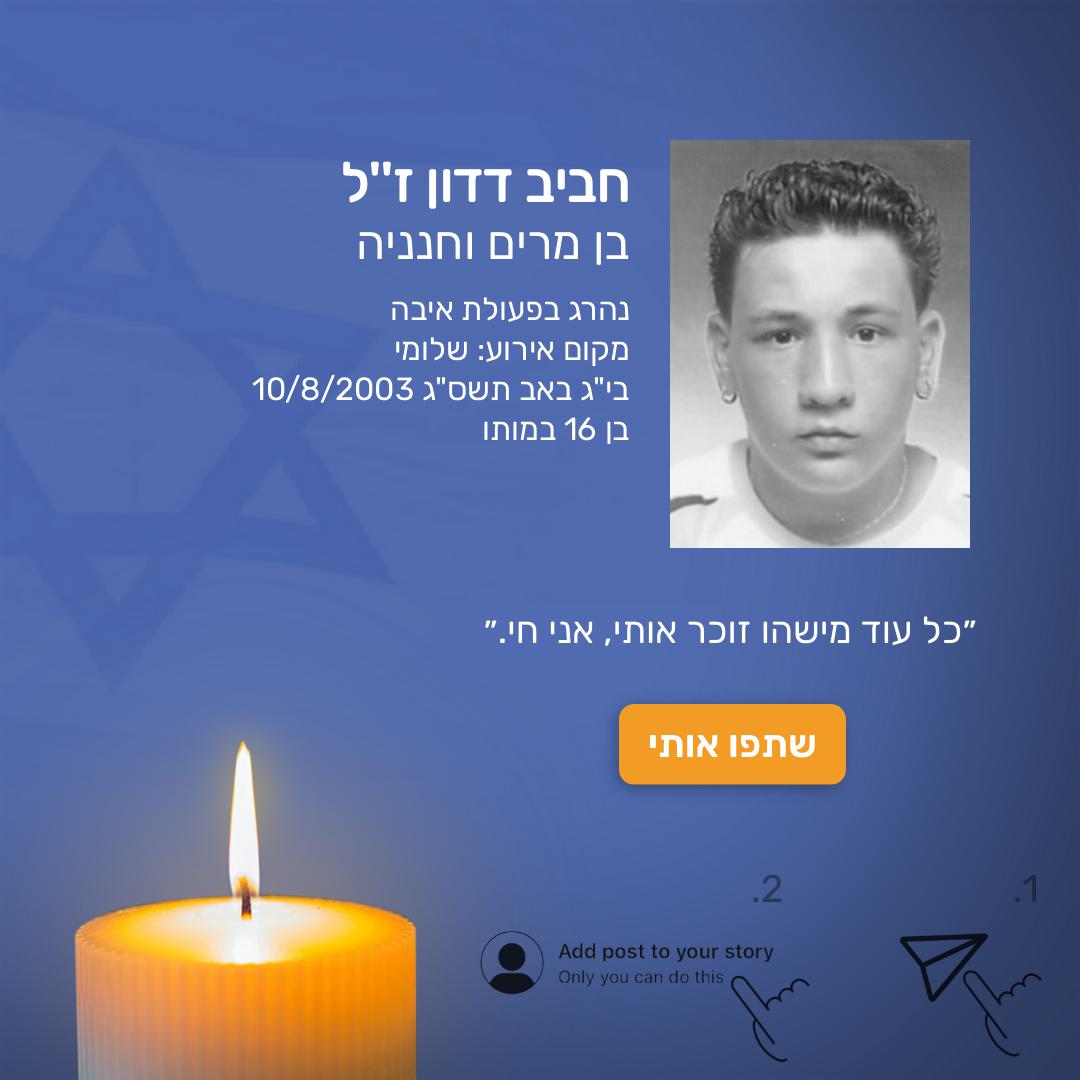 חביב דדון ז"ל
בן מרים וחנניה
נהרג בפעולת איבה
מקום אירוע: שלומי
בי"ג באב תשס"ג 10/8/2003
בן 16 במותו
״כל עוד מישהו זוכר אותי, אני חי.״
שתפו אותי
1.
2.
Add post to your story
Only you can do this